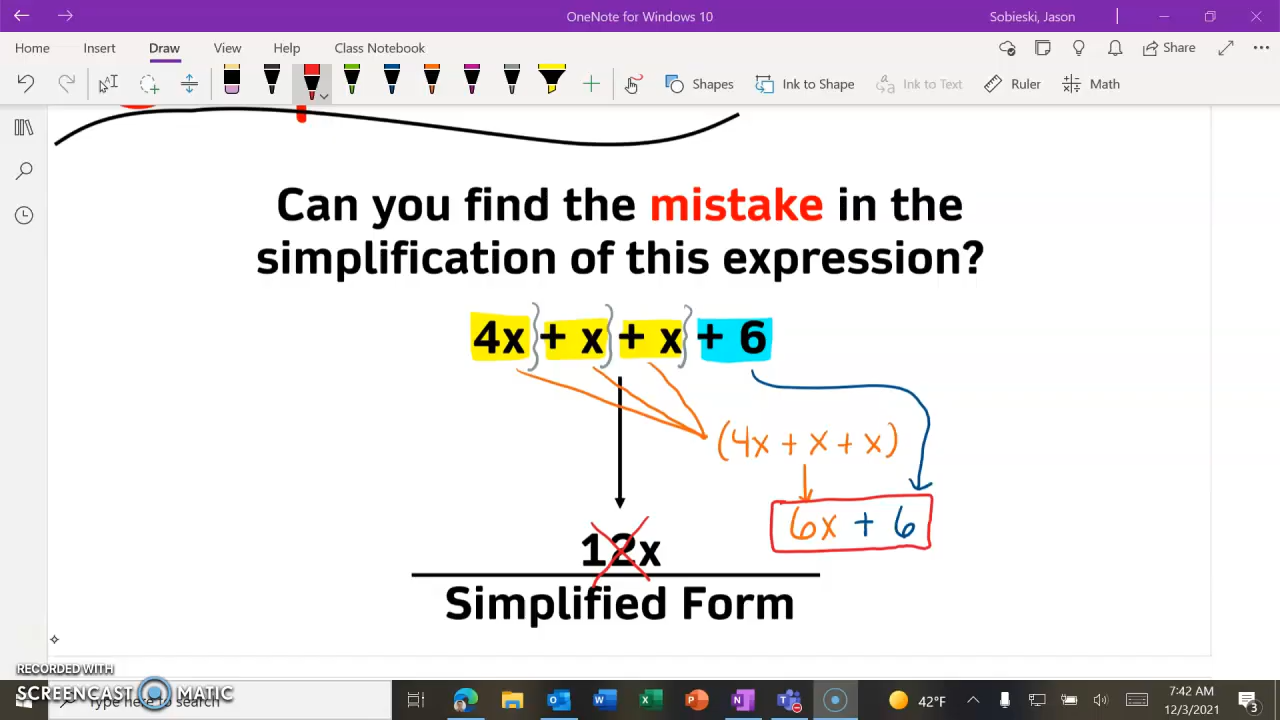 OneNote for Windows 10
Sobieski, Jason
Home Insert Draw View Help Class Notebook Share
Shapes Ink to Shape Ink to Text Ruler Math
Can you find the mistake in the
simplification of this expression?
4x + x + x + 6
(4x + x + x)
6x + 6
12x
Simplified Form
RECORDED WITH
SCREENCAST MATIC
Type here to search
42°F
7:42 AM
12/3/2021
3